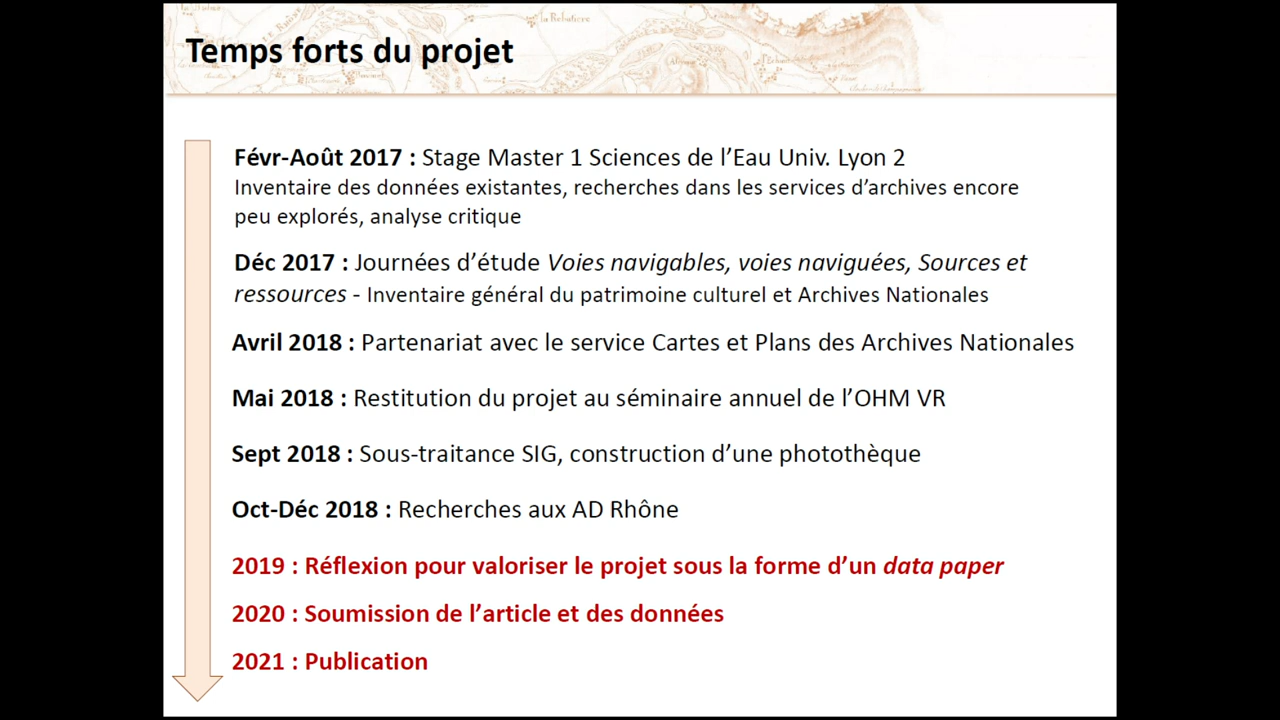 Temps forts du projet
Févr-Août 2017 : Stage Master 1 Sciences de l’Eau Univ. Lyon 2
Inventaire des données existantes, recherches dans les services d’archives encore
peu explorés, analyse critique
Déc 2017 : Journées d’étude Voies navigables, voies naviguées, Sources et
ressources - Inventaire général du patrimoine culturel et Archives Nationales
Avril 2018 : Partenariat avec le service Cartes et Plans des Archives Nationales
Mai 2018 : Restitution du projet au séminaire annuel de l’OHM VR
Sept 2018 : Sous-traitance SIG, construction d’une photothèque
Oct-Déc 2018 : Recherches aux AD Rhône
2019 : Réflexion pour valoriser le projet sous la forme d’un data paper
2020 : Soumission de l’article et des données
2021 : Publication